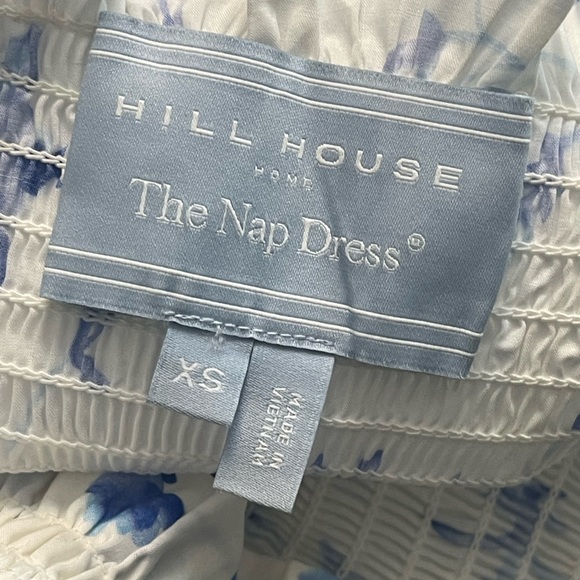 HILL HOUSE
HOME
The Nap Dress®
XS
MADE IN
VIETNAM